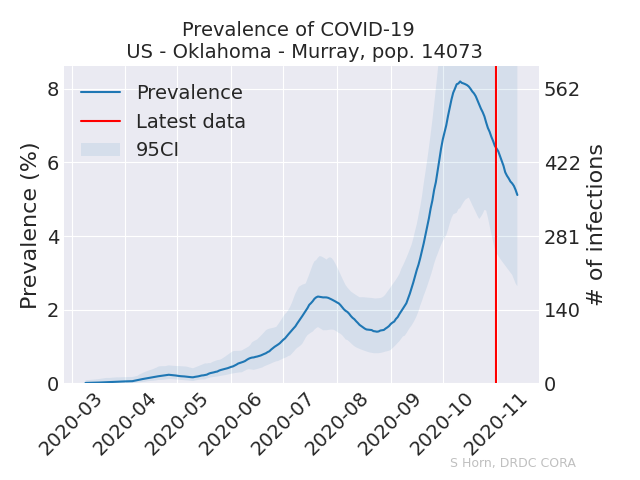 Prevalence of COVID-19
US - Oklahoma - Murray, pop. 14073
Prevalence
Latest data
95CI
Prevalence (%)
8
6
4
2
0
562
422
281
140
0
# of infections
2020-03
2020-04
2020-05
2020-06
2020-07
2020-08
2020-09
2020-10
2020-11
S Horn, DRDC CORA